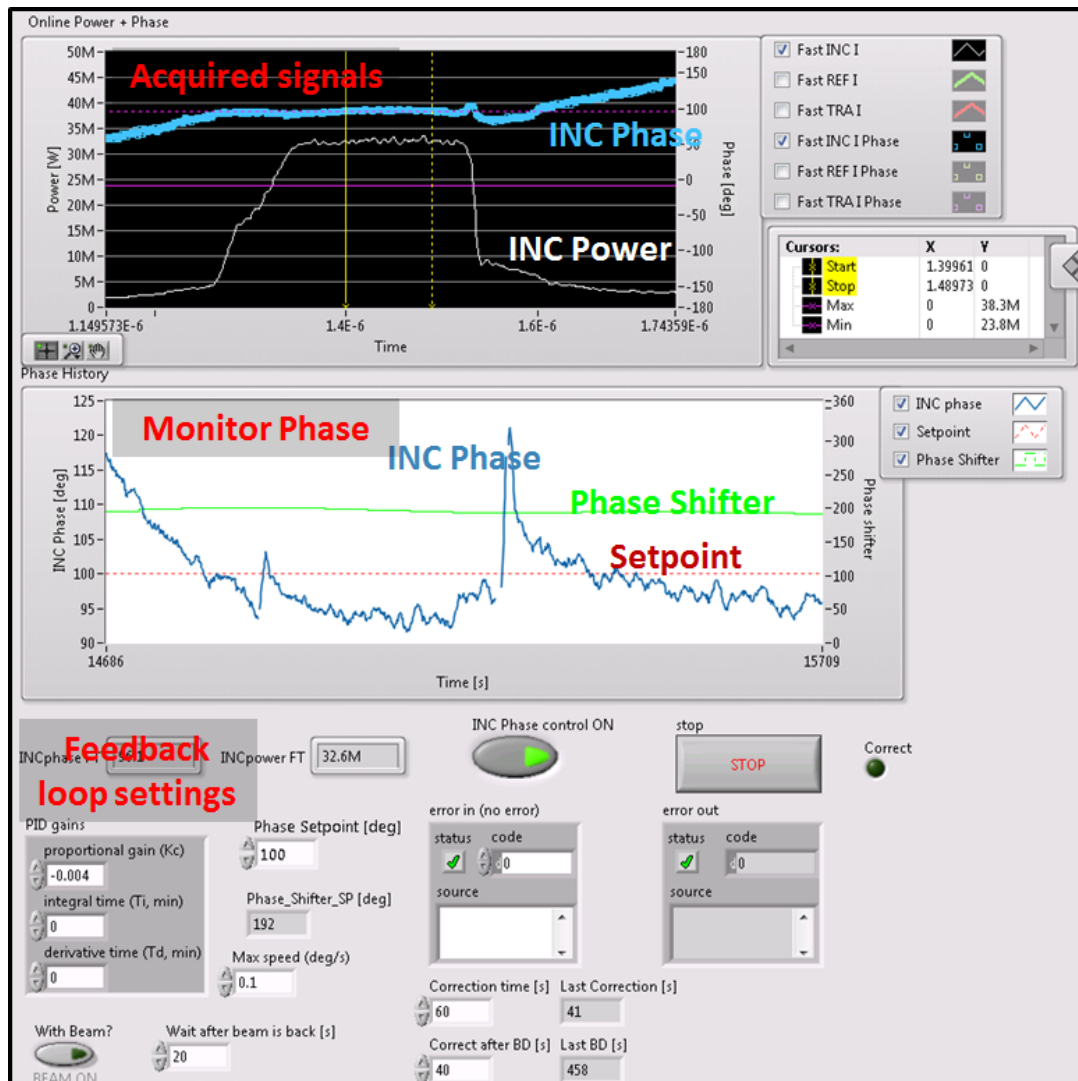 Online Power + Phase
50M
45M
40M
35M
30M
25M
20M
15M
10M
5M
0
Power [W]
Acquired signals
INC Phase
INC Power
180
150
100
50
0
-50
-100
-150
-180
Phase [deg]
1.149573E-6
1.4E-6
1.6E-6
1.74359E-6
Time
Fast INC I
Fast REF I
Fast TRA I
Fast INC I Phase
Fast REF I Phase
Fast TRA I Phase
Cursors: X Y
Start 1.39961 0
Stop 1.48973 0
Max 0 38.3M
Min 0 23.8M
Phase History
125
120
115
110
105
100
95
90
INC Phase [deg]
Monitor Phase
INC Phase
Phase Shifter
Setpoint
360
300
250
200
150
100
50
0
Phase shifter
14686
15709
Time [s]
INC phase
Setpoint
Phase Shifter
Feedback
loop settings
INCphase FT
INCpower FT 32.6M
INC Phase control ON
stop
STOP
Correct
PID gains
proportional gain (Kc)
-0.004
integral time (Ti, min)
0
derivative time (Td, min)
0
Phase Setpoint [deg]
100
Phase_Shifter_SP [deg]
192
Max speed (deg/s)
0.1
error in (no error)
status code
d 0
source
error out
status code
d 0
source
Correction time [s] Last Correction [s]
60 41
Correct after BD [s] Last BD [s]
40 458
With Beam?
BEAM ON
Wait after beam is back [s]
20